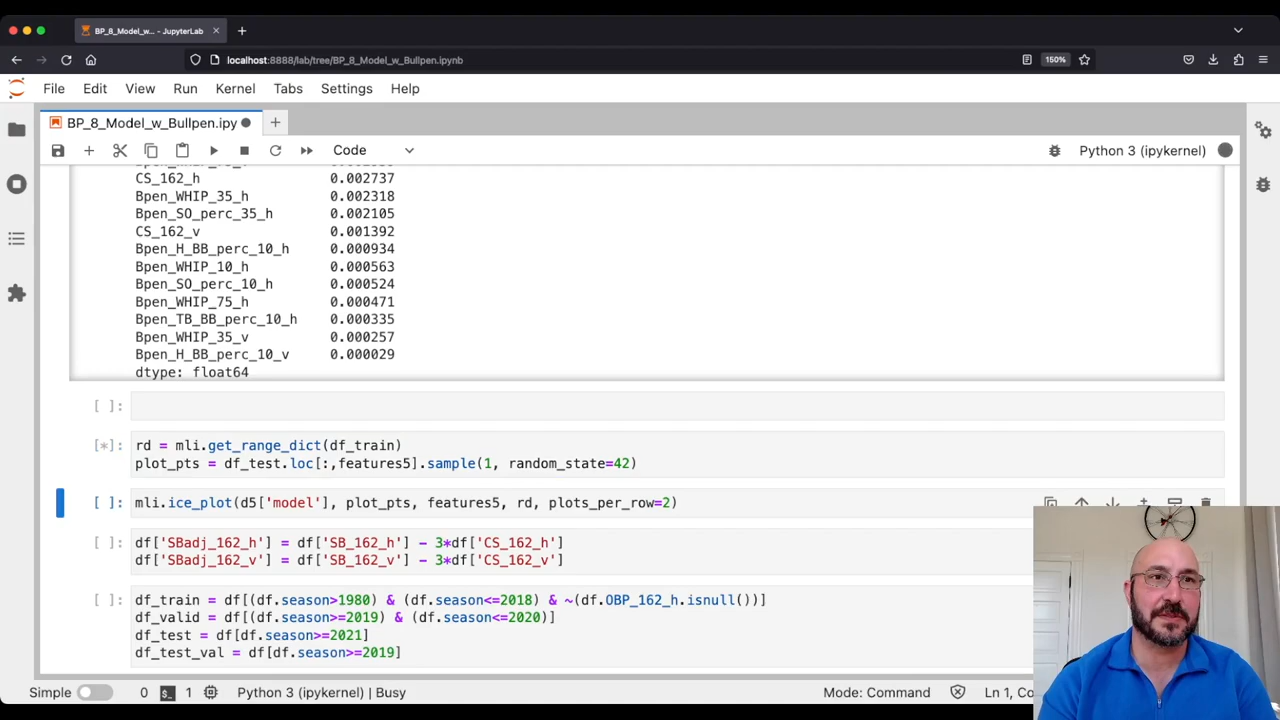 BP_8_Model_w... - JupyterLab
localhost:8888/lab/tree/BP_8_Model_w_Bullpen.ipynb
150%
File Edit View Run Kernel Settings Help
BP_8_Model_w_Bullpen.ipy
Code
Python 3 (ipykernel)
CS_162_h 0.002737
Bpen_WHIP_35_h 0.002318
Bpen_SO_perc_35_h 0.002105
CS_162_v 0.001392
Bpen_H_BB_perc_10_h 0.000934
Bpen_WHIP_10_h 0.000563
Bpen_SO_perc_10_h 0.000524
Bpen_WHIP_75_h 0.000471
Bpen_TB_BB_perc_10_h 0.000335
Bpen_WHIP_35_v 0.000257
Bpen_H_BB_perc_10_v 0.000029
dtype: float64
[ ]:
[*]: rd = mli.get_range_dict(df_train)
plot_pts = df_test.loc[:,features5].sample(1, random_state=42)
[ ]: mli.ice_plot(d5['model'], plot_pts, features5, rd, plots_per_row=2)
[ ]: df['SBadj_162_h'] = df['SB_162_h'] - 3*df['CS_162_h']
df['SBadj_162_v'] = df['SB_162_v'] - 3*df['CS_162_v']
[ ]: df_train = df[(df.season>1980) & (df.season<=2018) & ~(df.OBP_162_h.isnull())]
df_valid = df[(df.season>=2019) & (df.season<=2020)]
df_test = df[df.season>=2021]
df_test_val = df[df.season>=2019]
Simple 0 1 Python 3 (ipykernel) | Busy Mode: Command Ln 1, Co